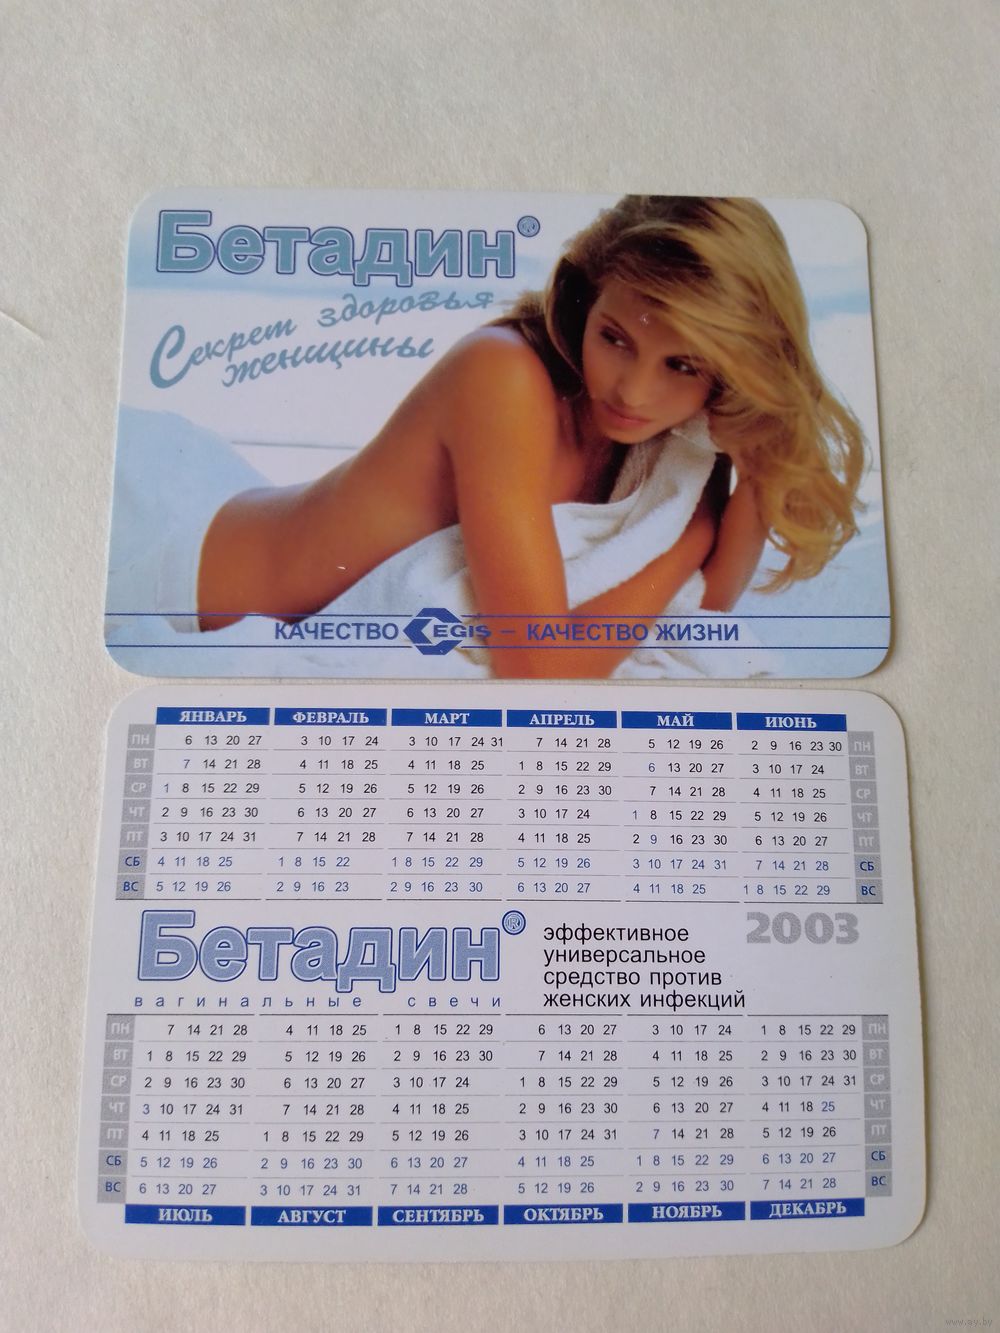 Бетадин®
Секрет здоровья
женщины
КАЧЕСТВО EGIS – КАЧЕСТВО ЖИЗНИ
ЯНВАРЬ ФЕВРАЛЬ МАРТ АПРЕЛЬ МАЙ ИЮНЬ
ПН 6 13 20 27 3 10 17 24 3 10 17 24 31 7 14 21 28 5 12 19 26 2 9 16 23 30 ПН
ВТ 7 14 21 28 4 11 18 25 4 11 18 25 1 8 15 22 29 6 13 20 27 3 10 17 24 ВТ
СР 1 8 15 22 29 5 12 19 26 5 12 19 26 2 9 16 23 30 7 14 21 28 4 11 18 25 СР
ЧТ 2 9 16 23 30 6 13 20 27 6 13 20 27 3 10 17 24 1 8 15 22 29 5 12 19 26 ЧТ
ПТ 3 10 17 24 31 7 14 21 28 7 14 21 28 4 11 18 25 2 9 16 23 30 6 13 20 27 ПТ
СБ 4 11 18 25 1 8 15 22 1 8 15 22 29 5 12 19 26 3 10 17 24 31 7 14 21 28 СБ
ВС 5 12 19 26 2 9 16 23 2 9 16 23 30 6 13 20 27 4 11 18 25 1 8 15 22 29 ВС
Бетадин®
вагинальные свечи
эффективное
универсальное
средство против
женских инфекций
2003
ПН 7 14 21 28 4 11 18 25 1 8 15 22 29 6 13 20 27 3 10 17 24 1 8 15 22 29 ПН
ВТ 1 8 15 22 29 5 12 19 26 2 9 16 23 30 7 14 21 28 4 11 18 25 2 9 16 23 30 ВТ
СР 2 9 16 23 30 6 13 20 27 3 10 17 24 1 8 15 22 29 5 12 19 26 3 10 17 24 31 СР
ЧТ 3 10 17 24 31 7 14 21 28 4 11 18 25 2 9 16 23 30 6 13 20 27 4 11 18 25 ЧТ
ПТ 4 11 18 25 1 8 15 22 29 5 12 19 26 3 10 17 24 31 7 14 21 28 5 12 19 26 ПТ
СБ 5 12 19 26 2 9 16 23 30 6 13 20 27 4 11 18 25 1 8 15 22 29 6 13 20 27 СБ
ВС 6 13 20 27 3 10 17 24 31 7 14 21 28 5 12 19 26 2 9 16 23 30 7 14 21 28 ВС
ИЮЛЬ АВГУСТ СЕНТЯБРЬ ОКТЯБРЬ НОЯБРЬ ДЕКАБРЬ
www.ay.by